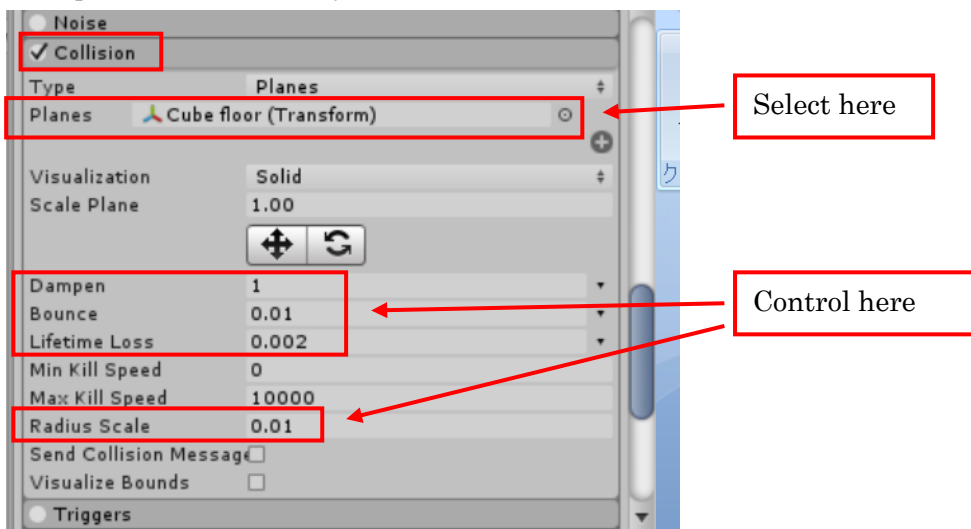 Noise
Collision
Type Planes
Planes Cube floor (Transform)
Select here
Visualization Solid
ク
Scale Plane 1.00
Dampen 1
Bounce 0.01
Control here
Lifetime Loss 0.002
Min Kill Speed 0
Max Kill Speed 10000
Radius Scale 0.01
Send Collision Message
Visualize Bounds
Triggers